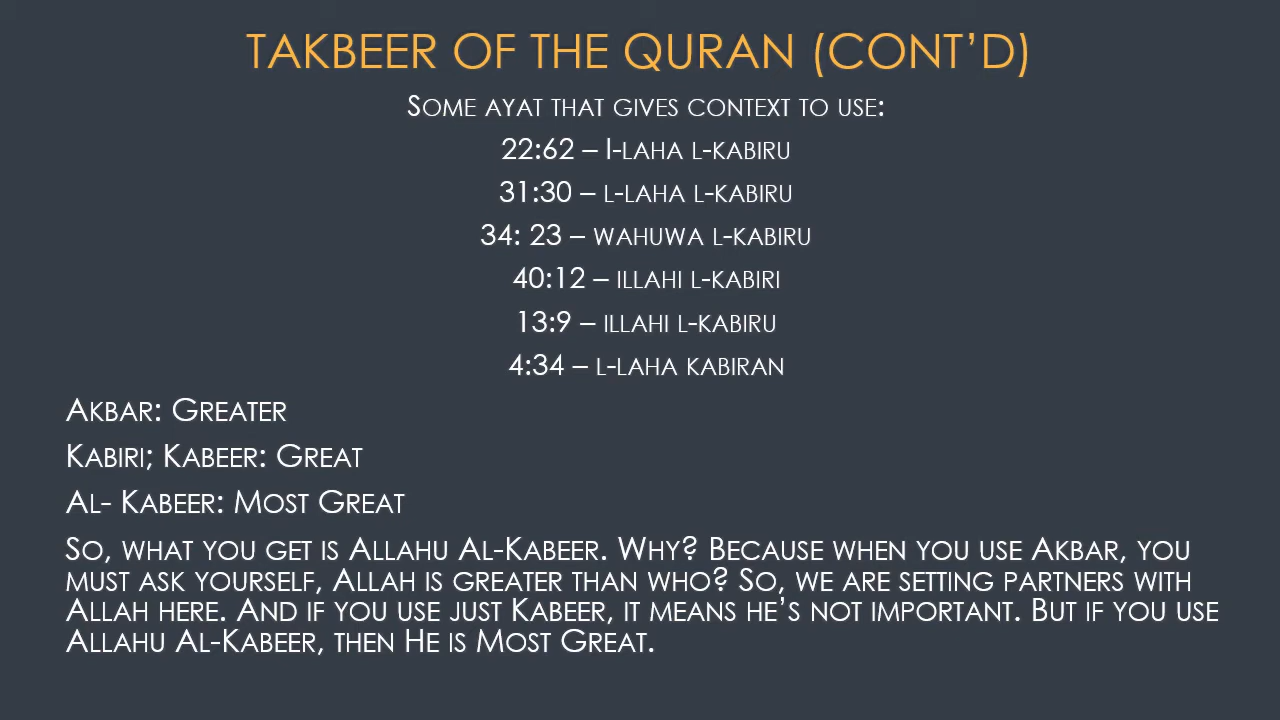 TAKBEER OF THE QURAN (CONT’D)
SOME AYAT THAT GIVES CONTEXT TO USE:
22:62 – l-LAHA L-KABIRU
31:30 – L-LAHA L-KABIRU
34: 23 – WAHUWA L-KABIRU
40:12 – ILLAHI L-KABIRI
13:9 – ILLAHI L-KABIRU
4:34 – L-LAHA KABIRAN
AKBAR: GREATER
KABIRI; KABEER: GREAT
AL- KABEER: MOST GREAT
SO, WHAT YOU GET IS ALLAHU AL-KABEER. WHY? BECAUSE WHEN YOU USE AKBAR, YOU
MUST ASK YOURSELF, ALLAH IS GREATER THAN WHO? SO, WE ARE SETTING PARTNERS WITH
ALLAH HERE. AND IF YOU USE JUST KABEER, IT MEANS HE’S NOT IMPORTANT. BUT IF YOU USE
ALLAHU AL-KABEER, THEN HE IS MOST GREAT.